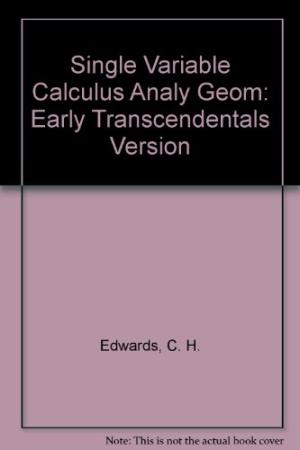 Single Variable
Calculus Analy Geom:
Early Transcendentals
Version
Edwards, C. H.
Note: This is not the actual book cover